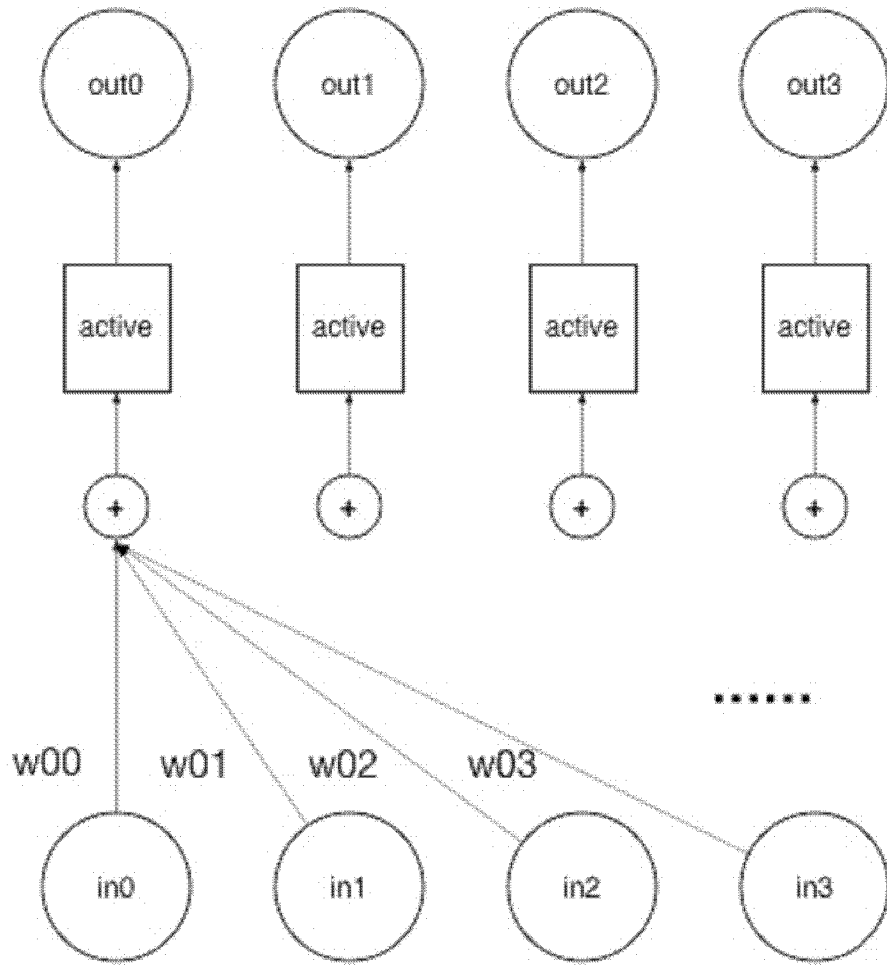 out0 out1 out2 out3
active active active active
+ + + +
......
w00 w01 w02 w03
in0 in1 in2 in3